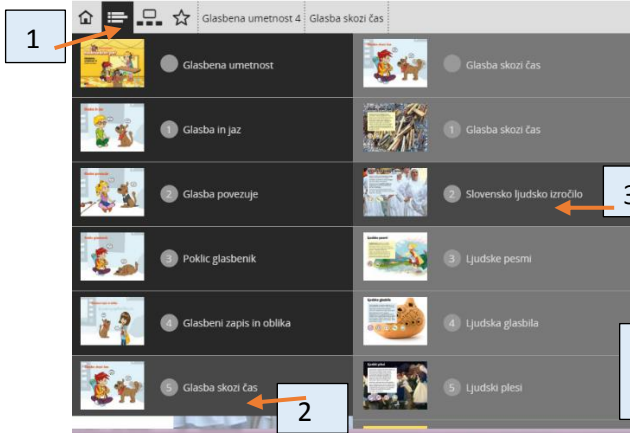 Glasbena umetnost 4 Glasba skozi čas
1
Glasbena umetnost
Glasba skozi čas
1 Glasba in jaz
1 Glasba skozi čas
2 Glasba povezuje
2 Slovensko ljudsko izročilo
3
3 Poklic glasbenik
3 Ljudske pesmi
4 Glasbeni zapis in oblika
4 Ljudska glasbila
5 Glasba skozi čas
5 Ljudski plesi
2